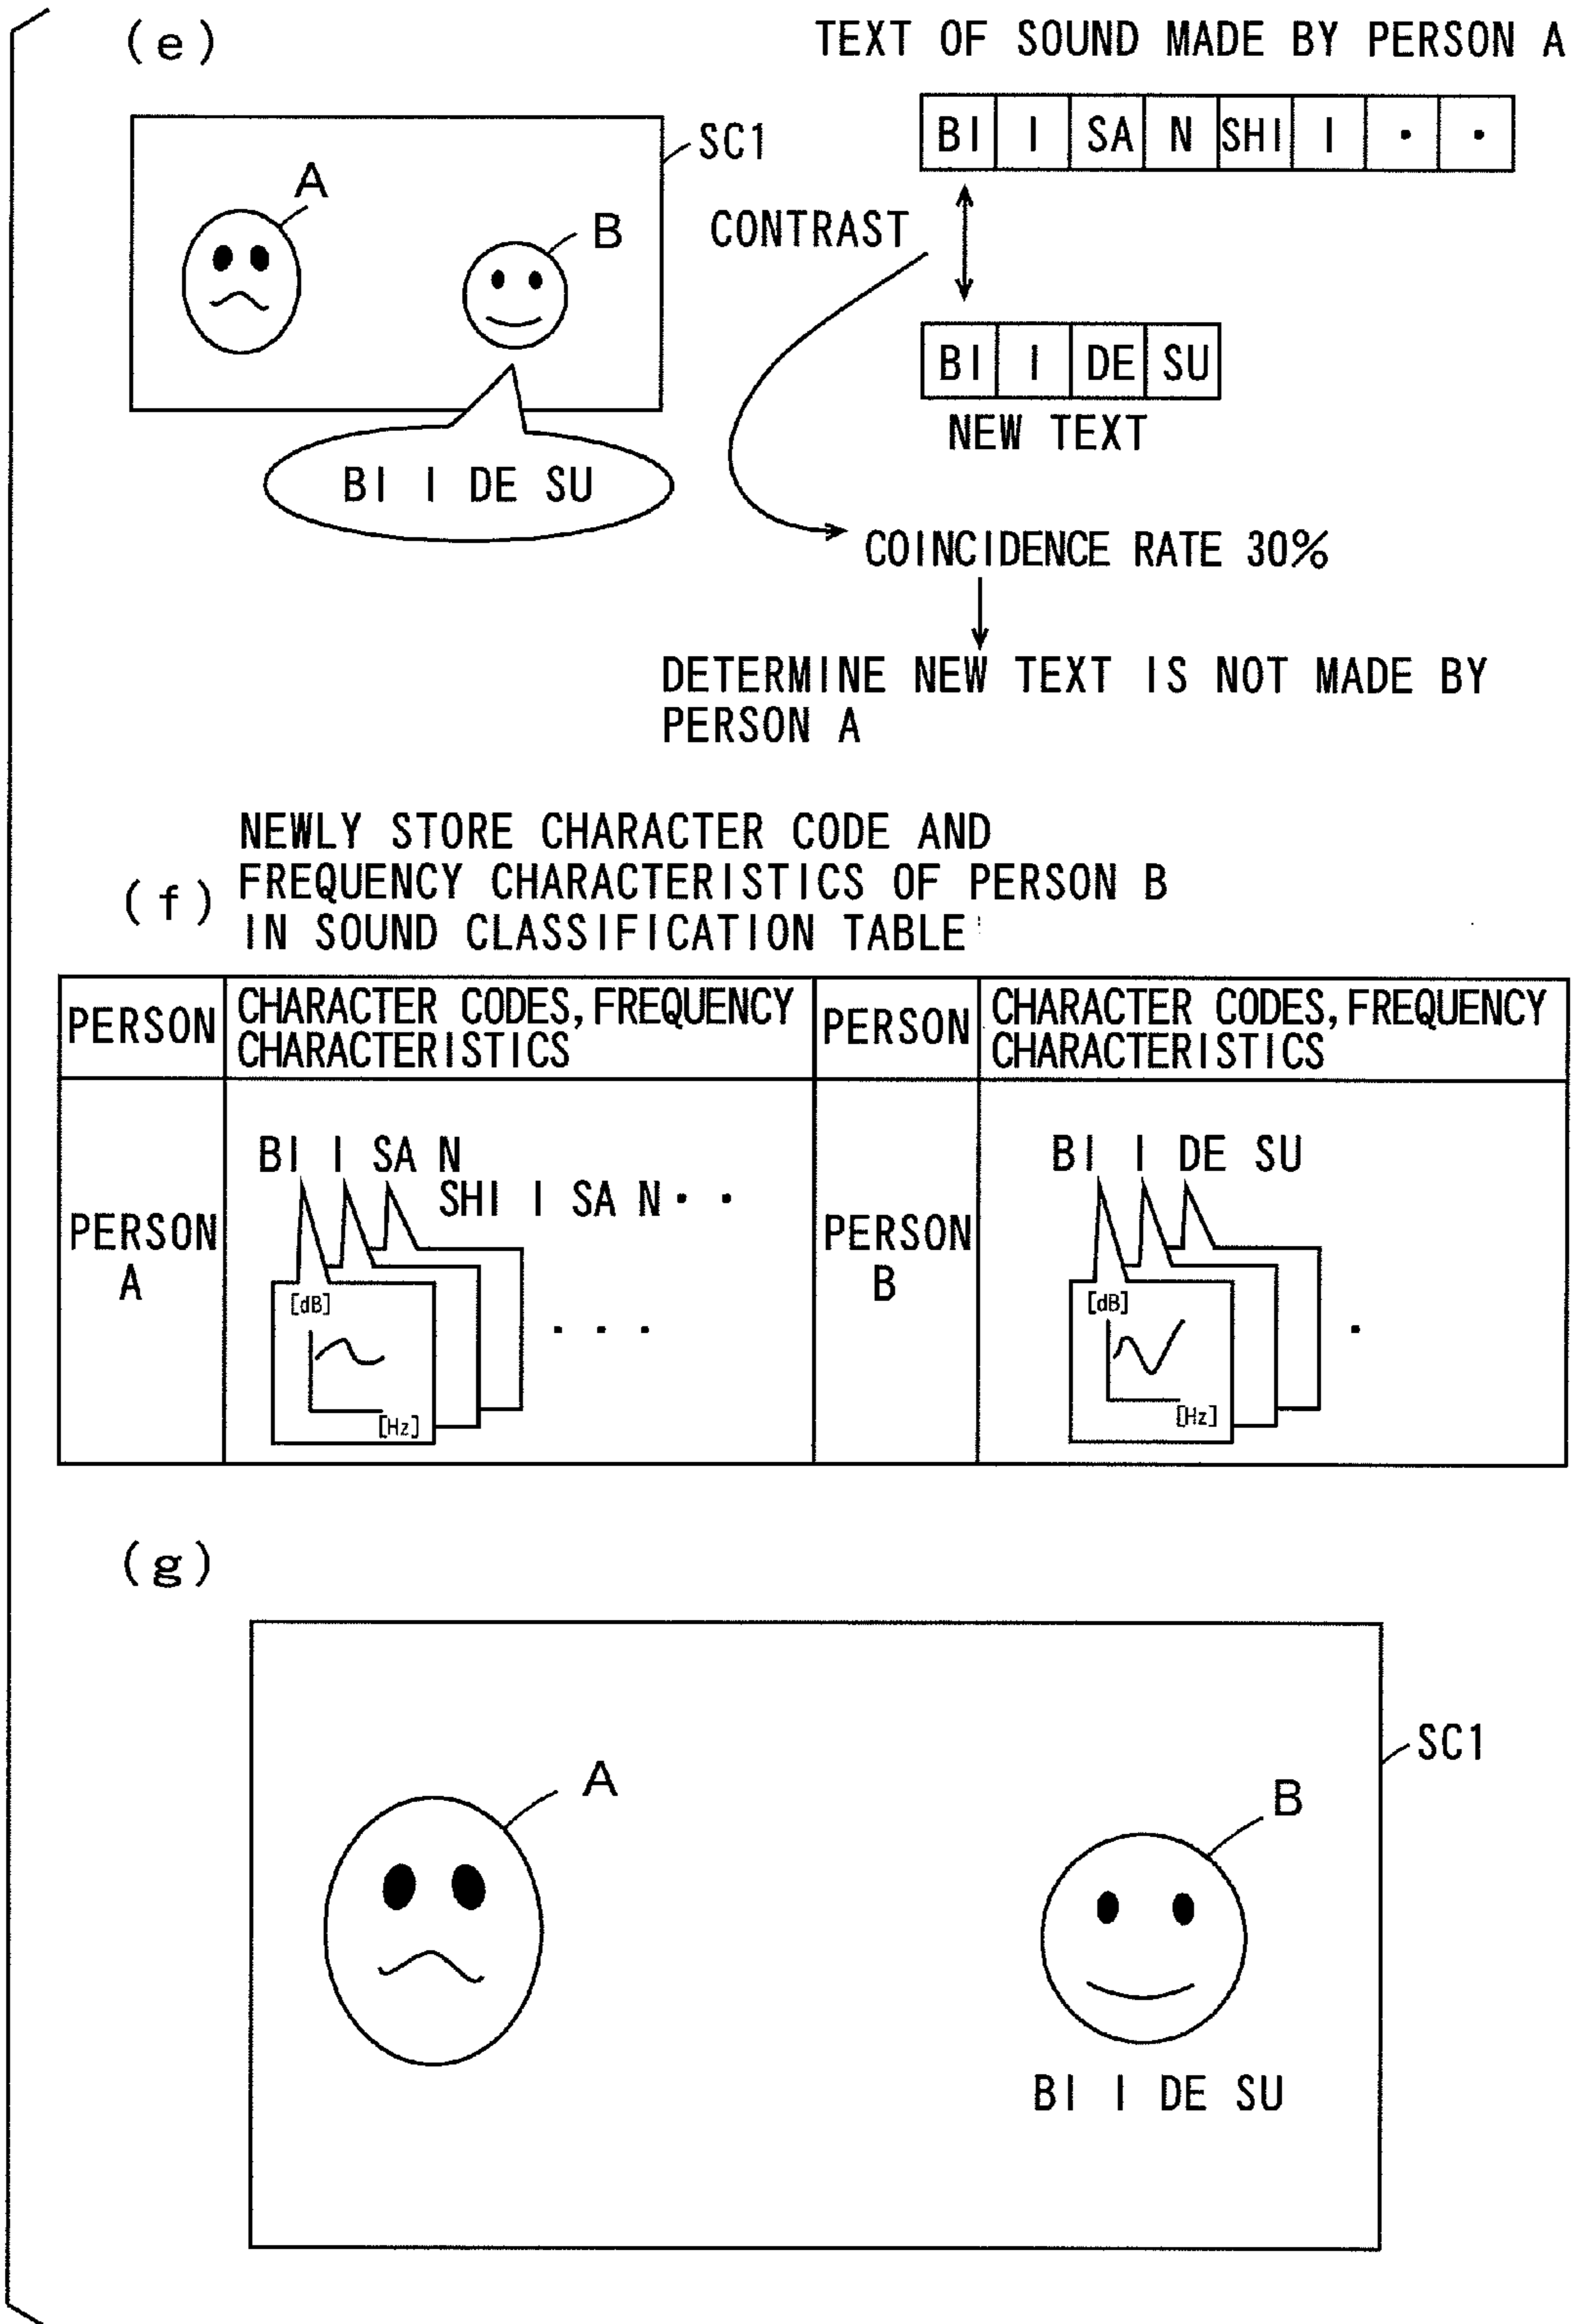 (e)
TEXT OF SOUND MADE BY PERSON A
BI I SA N SHI I ・ ・
SC1
A
B
CONTRAST
BI I DE SU
NEW TEXT
BI I DE SU
COINCIDENCE RATE 30%
DETERMINE NEW TEXT IS NOT MADE BY
PERSON A
(f)
NEWLY STORE CHARACTER CODE AND
FREQUENCY CHARACTERISTICS OF PERSON B
IN SOUND CLASSIFICATION TABLE
PERSON
CHARACTER CODES, FREQUENCY
CHARACTERISTICS
PERSON
CHARACTER CODES, FREQUENCY
CHARACTERISTICS
PERSON
A
BI I SA N
SHI I SA N・ ・
[dB]
[Hz]
・ ・ ・
PERSON
B
BI I DE SU
[dB]
[Hz]
・
(g)
SC1
A
B
BI I DE SU